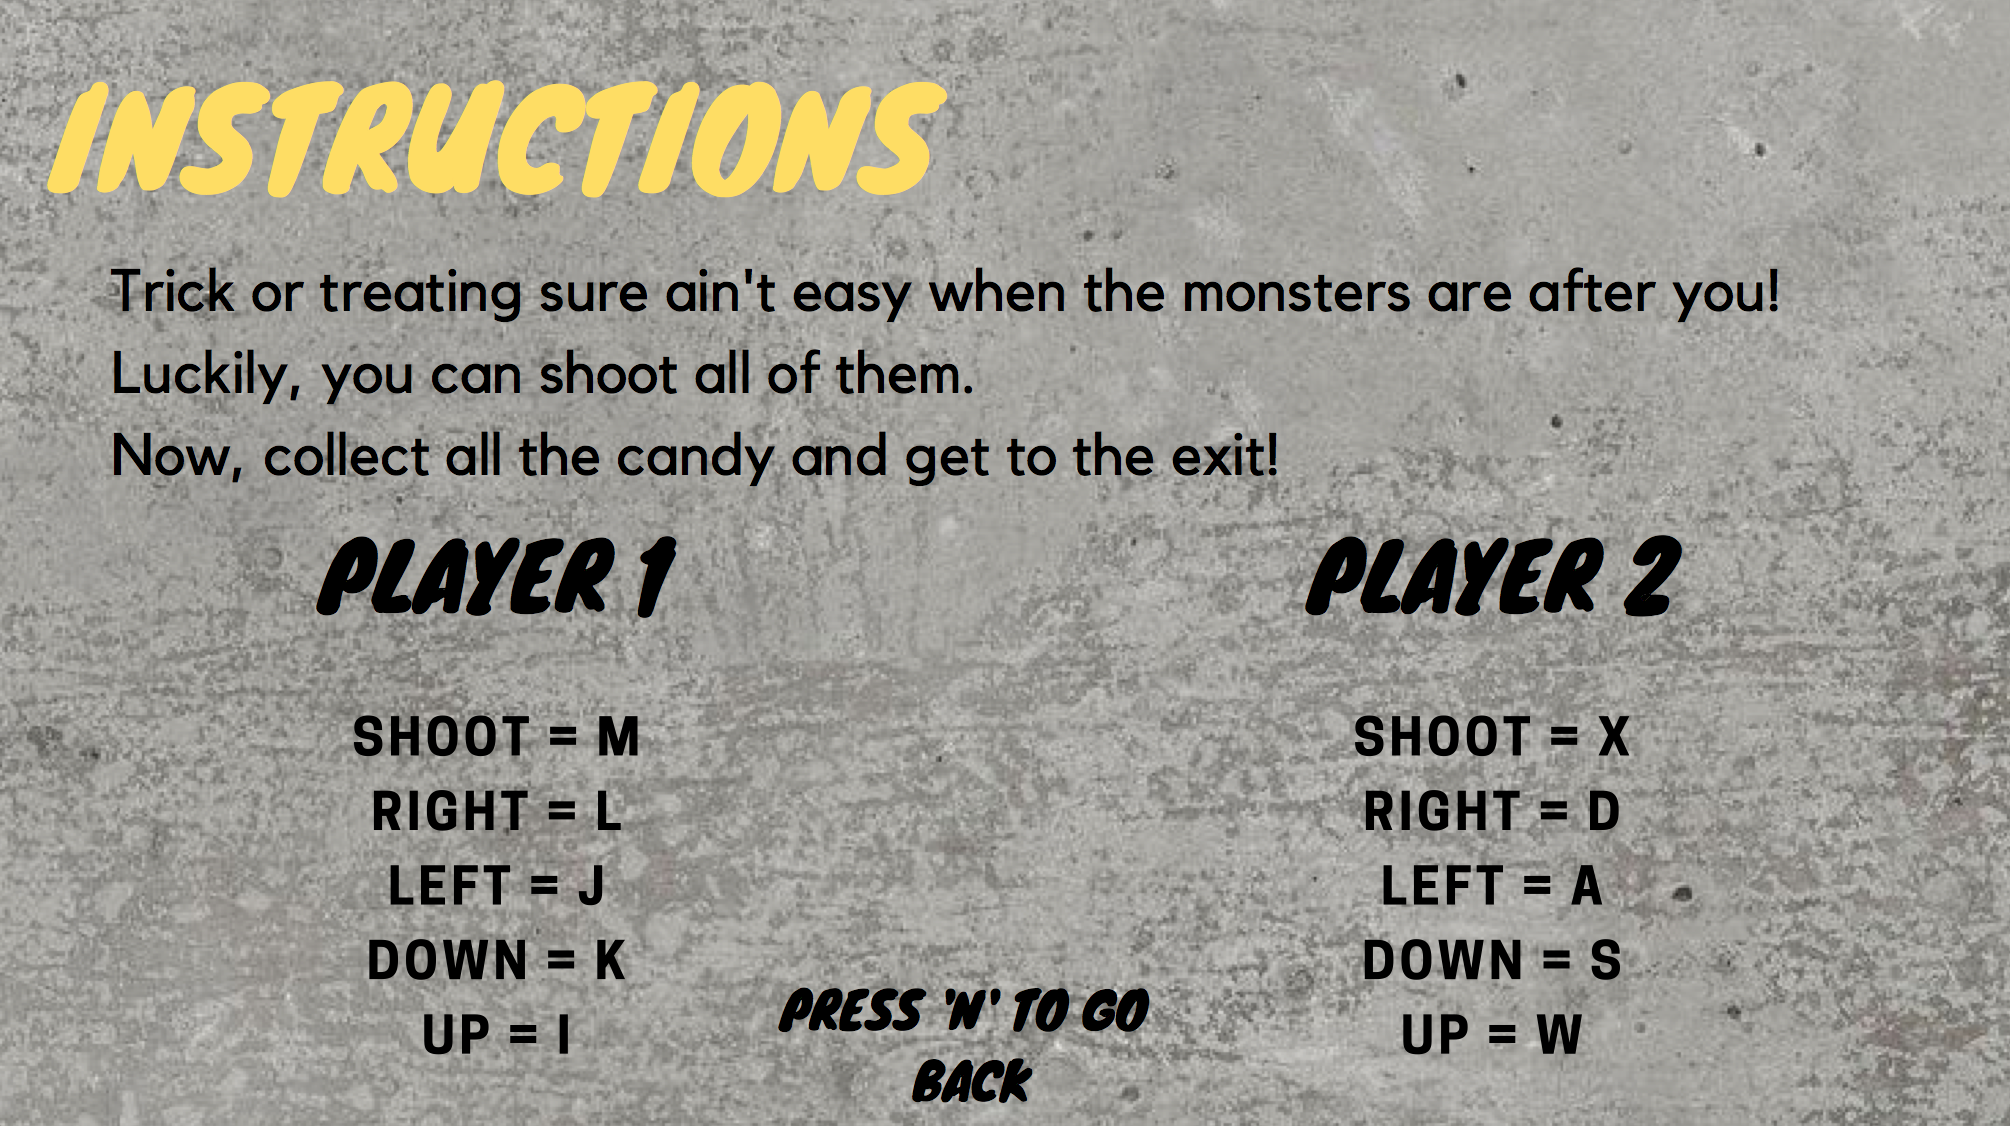 INSTRUCTIONS
Trick or treating sure ain't easy when the monsters are after you!
Luckily, you can shoot all of them.
Now, collect all the candy and get to the exit!
PLAYER 1
SHOOT = M
RIGHT = L
LEFT = J
DOWN = K
UP = I
PLAYER 2
SHOOT = X
RIGHT = D
LEFT = A
DOWN = S
UP = W
PRESS 'N' TO GO
BACK